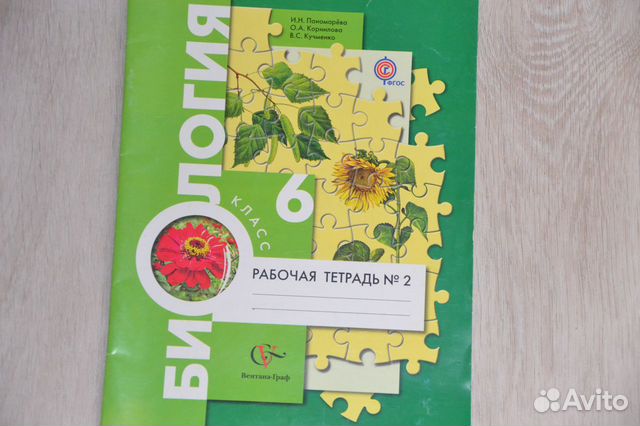 И.Н. Пономарёва
О.А. Корнилова
В.С. Кучменко
ФГОС
БИОЛОГИЯ
6
КЛАСС
РАБОЧАЯ ТЕТРАДЬ № 2
Вентана-Граф
Avito